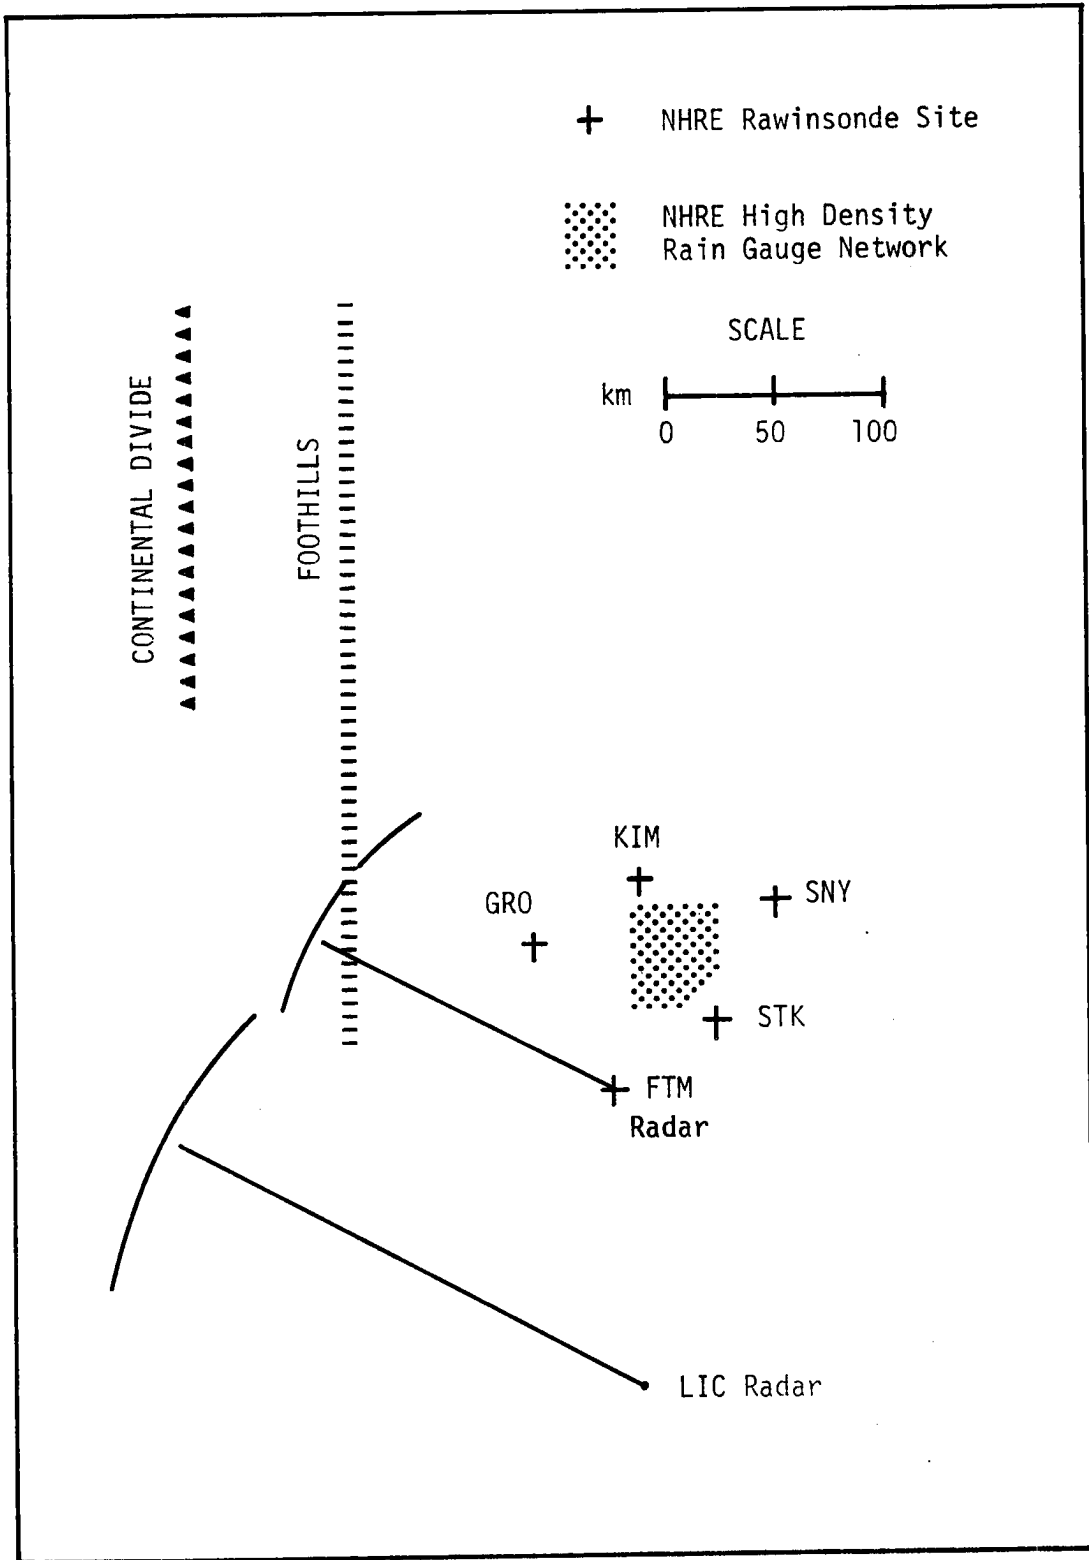 NHRE Rawinsonde Site
NHRE High Density
Rain Gauge Network
SCALE
km
0 50 100
CONTINENTAL DIVIDE
FOOTHILLS
KIM
GRO
SNY
STK
FTM
Radar
LIC Radar